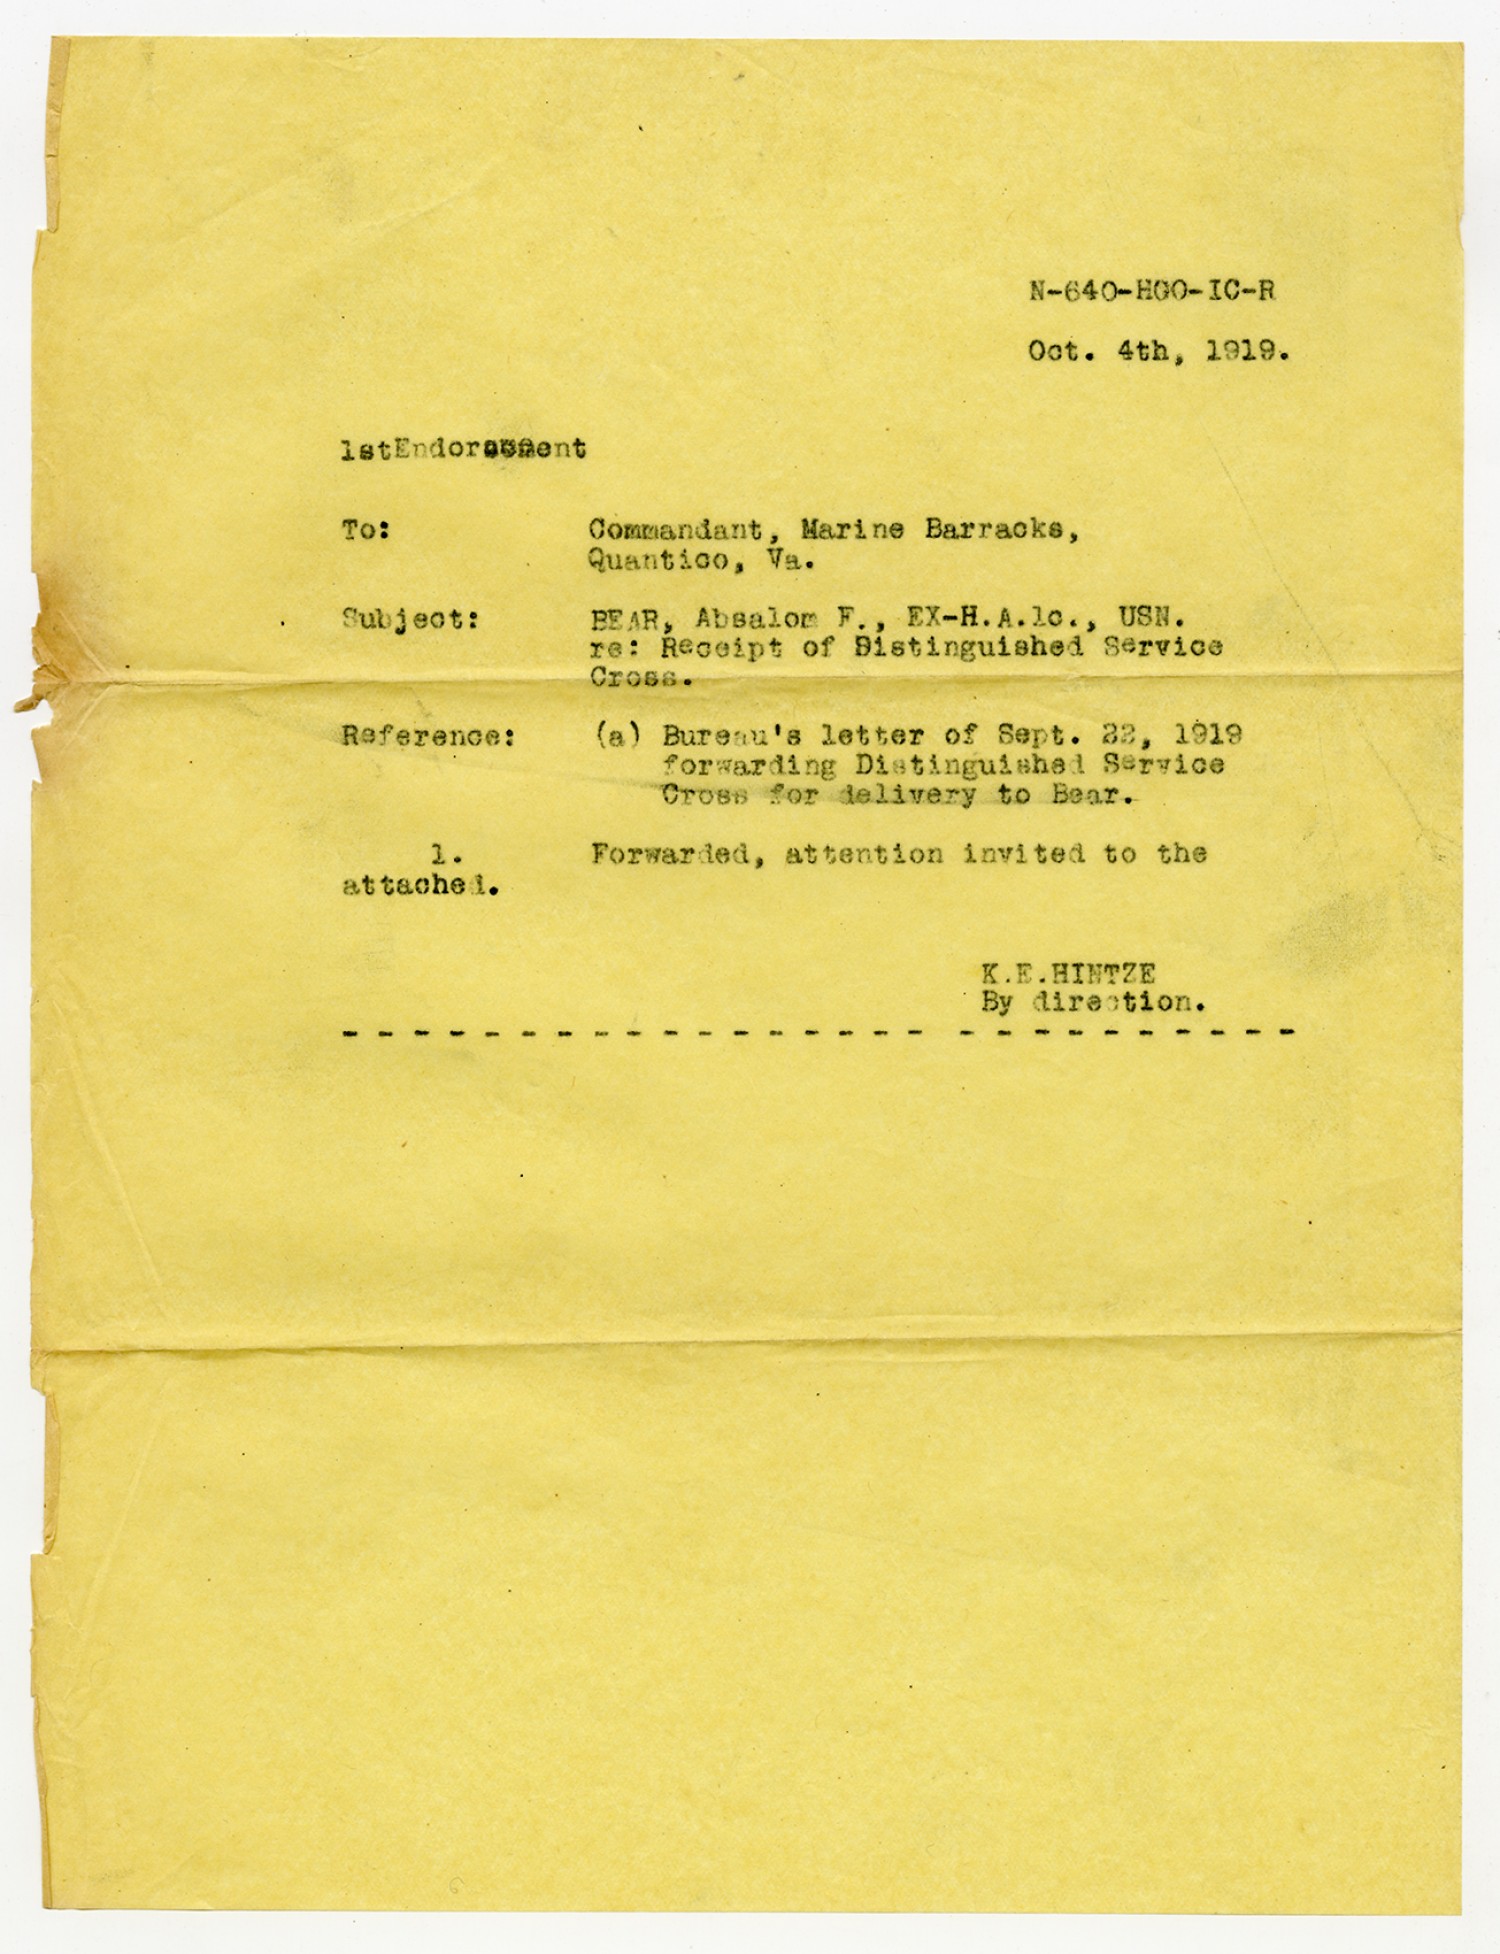 N-640-HGO-IC-R
Oct. 4th, 1919.
1stEndorsement
To: Commandant, Marine Barracks,
Quantico, Va.
Subject: BEAR, Absalom F., EX-H.A.1c., USN.
re: Receipt of Distinguished Service
Cross.
Reference: (a) Bureau's letter of Sept. 22, 1919
forwarding Distinguished Service
Cross for delivery to Bear.
1. Forwarded, attention invited to the
attached.
K.E.HINTZE
By direction.
- - - - - - - - - - - - - - - - - - - - - - - - - - -